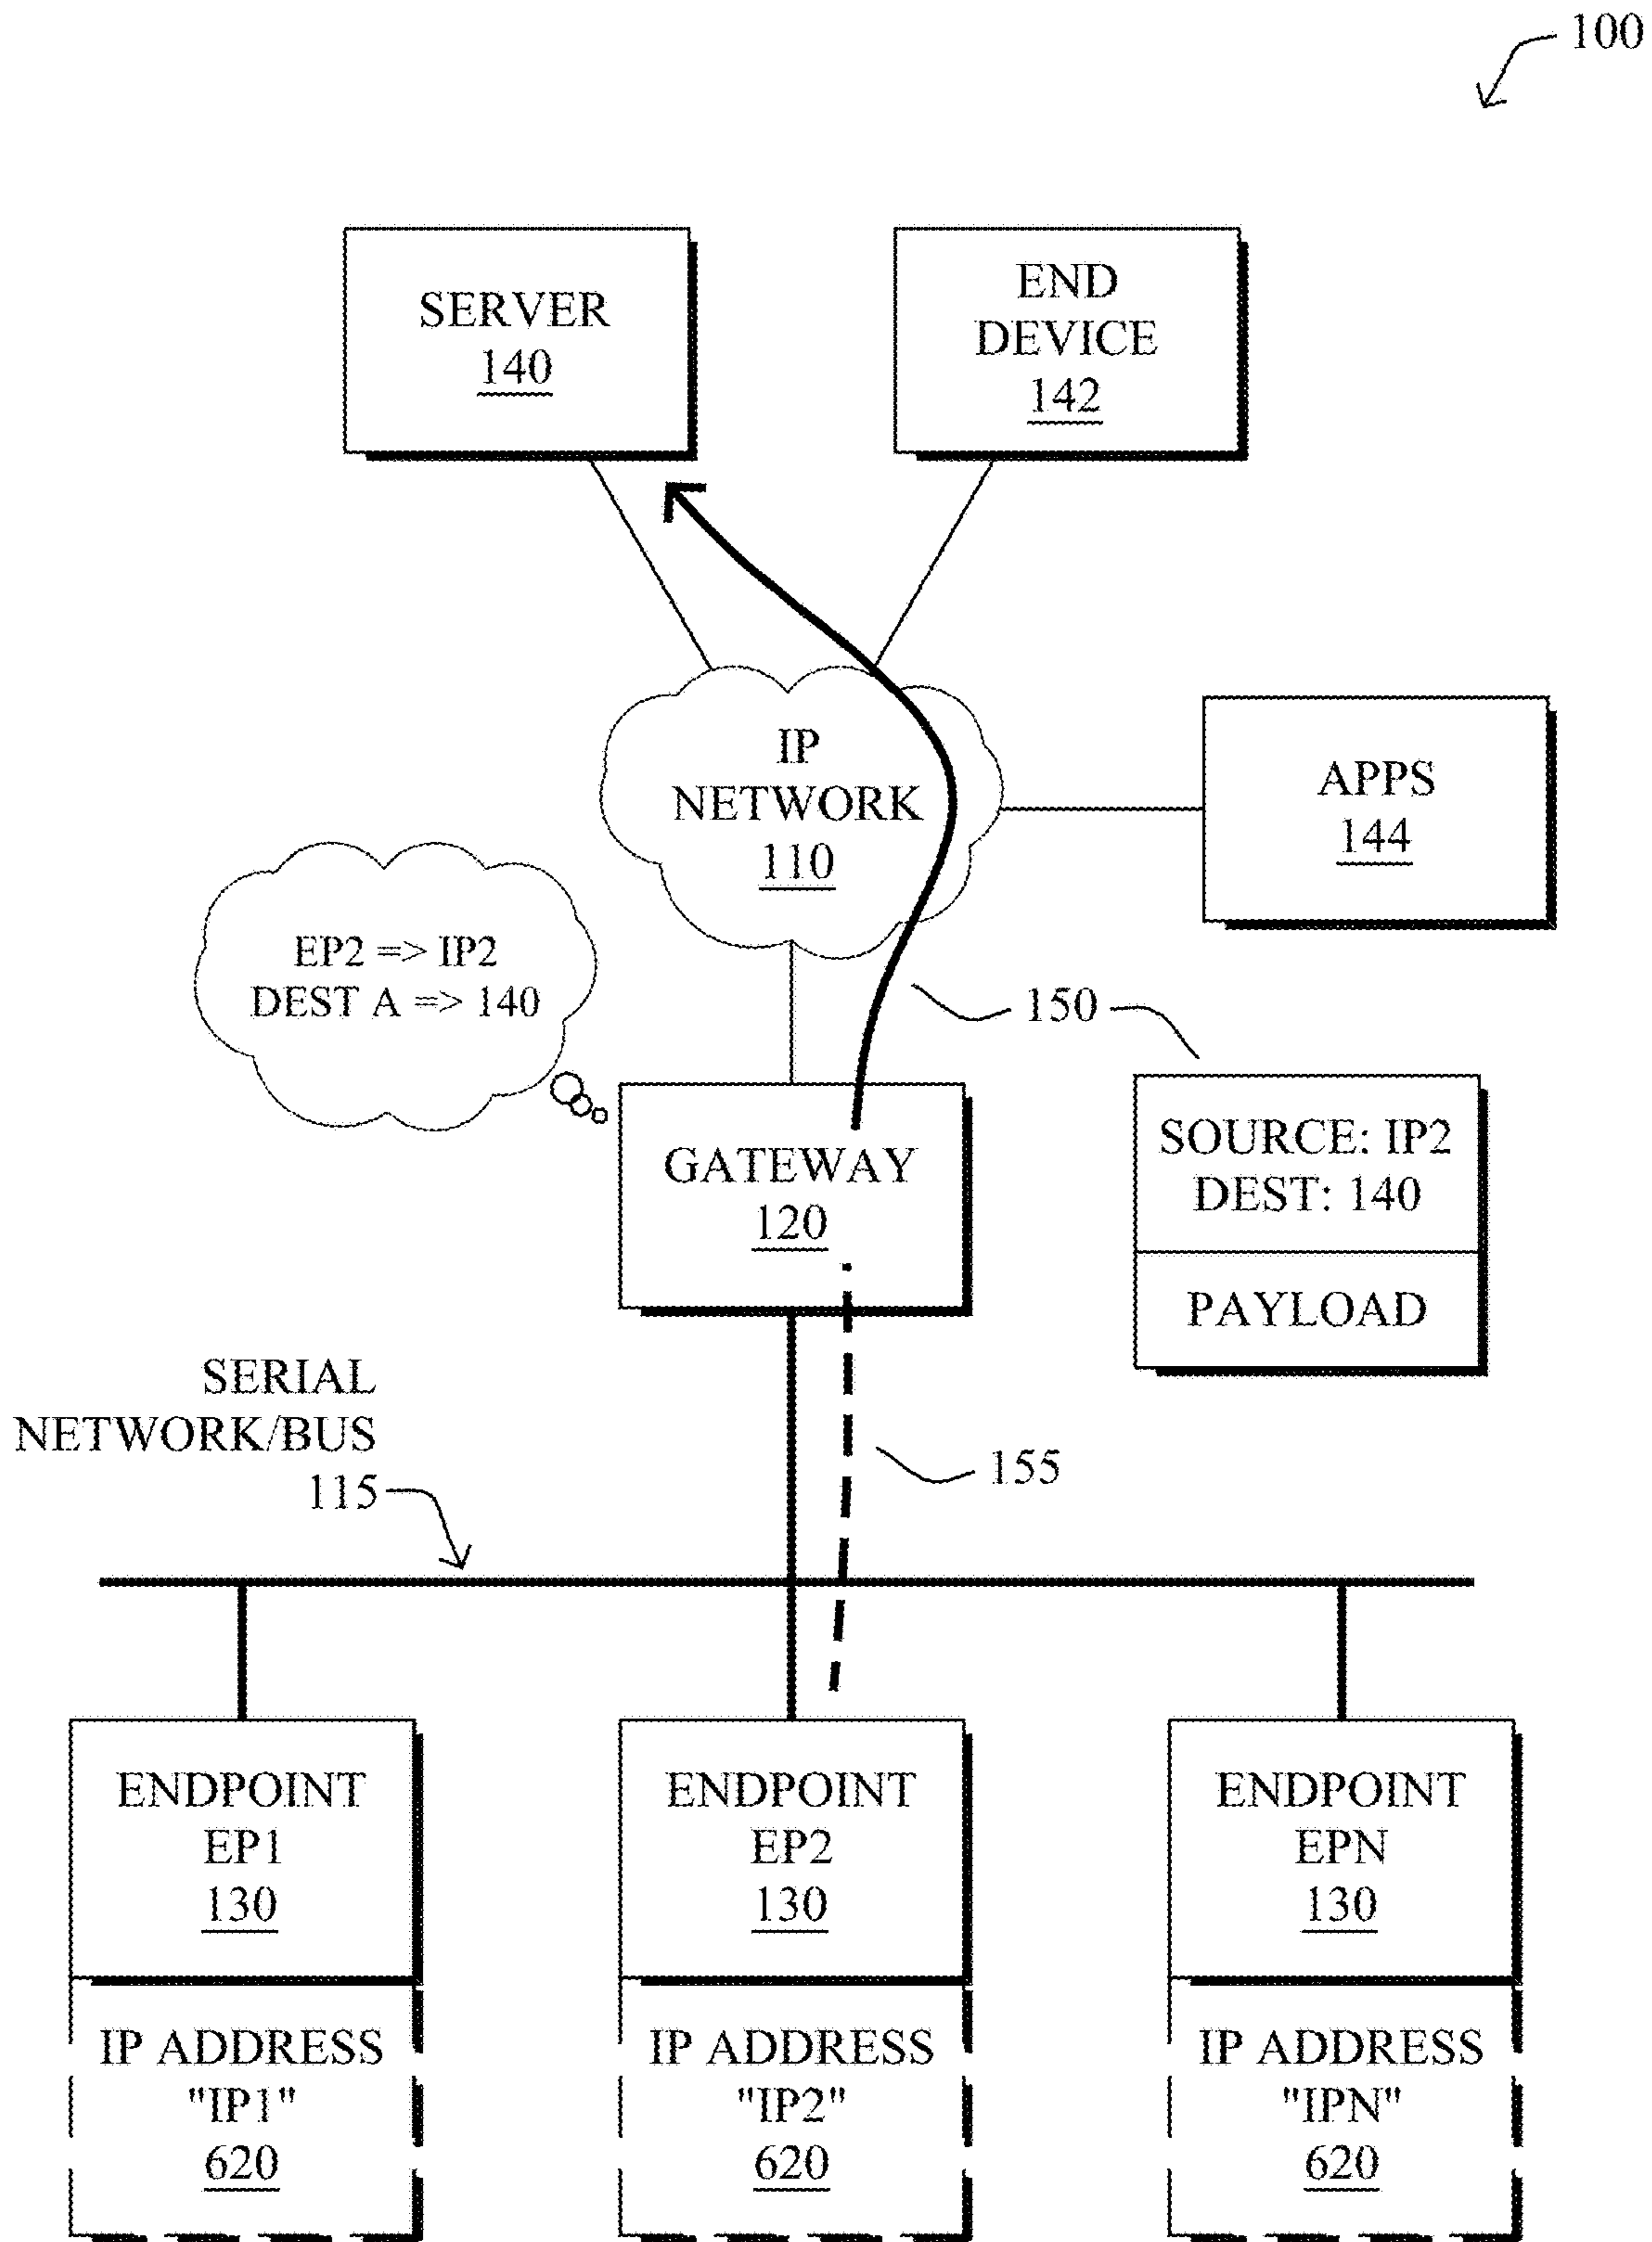 100
SERVER
140
END
DEVICE
142
IP
NETWORK
110
APPS
144
EP2 => IP2
DEST A => 140
150
GATEWAY
120
SOURCE: IP2
DEST: 140
PAYLOAD
SERIAL
NETWORK/BUS
115
155
ENDPOINT
EP1
130
IP ADDRESS
"IP1"
620
ENDPOINT
EP2
130
IP ADDRESS
"IP2"
620
ENDPOINT
EPN
130
IP ADDRESS
"IPN"
620